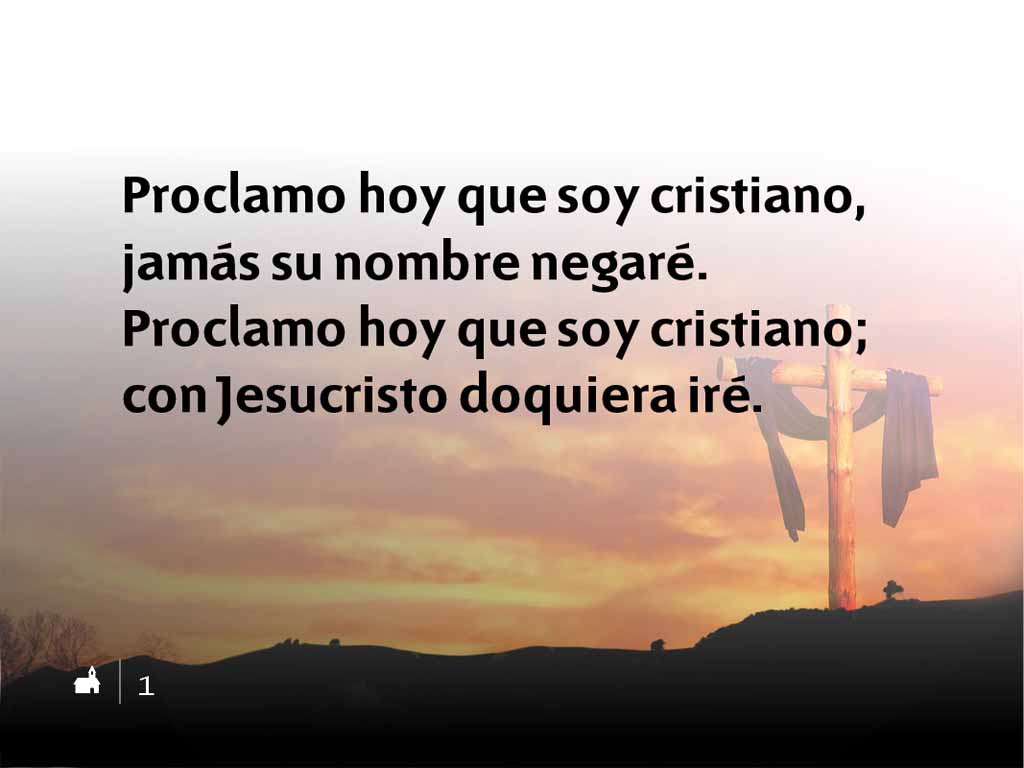 Proclamo hoy que soy cristiano,
jamás su nombre negaré.
Proclamo hoy que soy cristiano;
con Jesucristo doquiera iré.
1